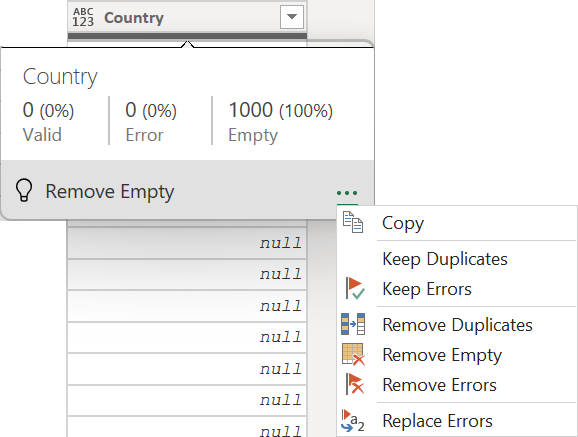 ABC
123 Country
Country
0 (0%) 0 (0%) 1000 (100%)
Valid Error Empty
Remove Empty
null
null
null
null
null
null
null
Copy
Keep Duplicates
Keep Errors
Remove Duplicates
Remove Empty
Remove Errors
a2 Replace Errors